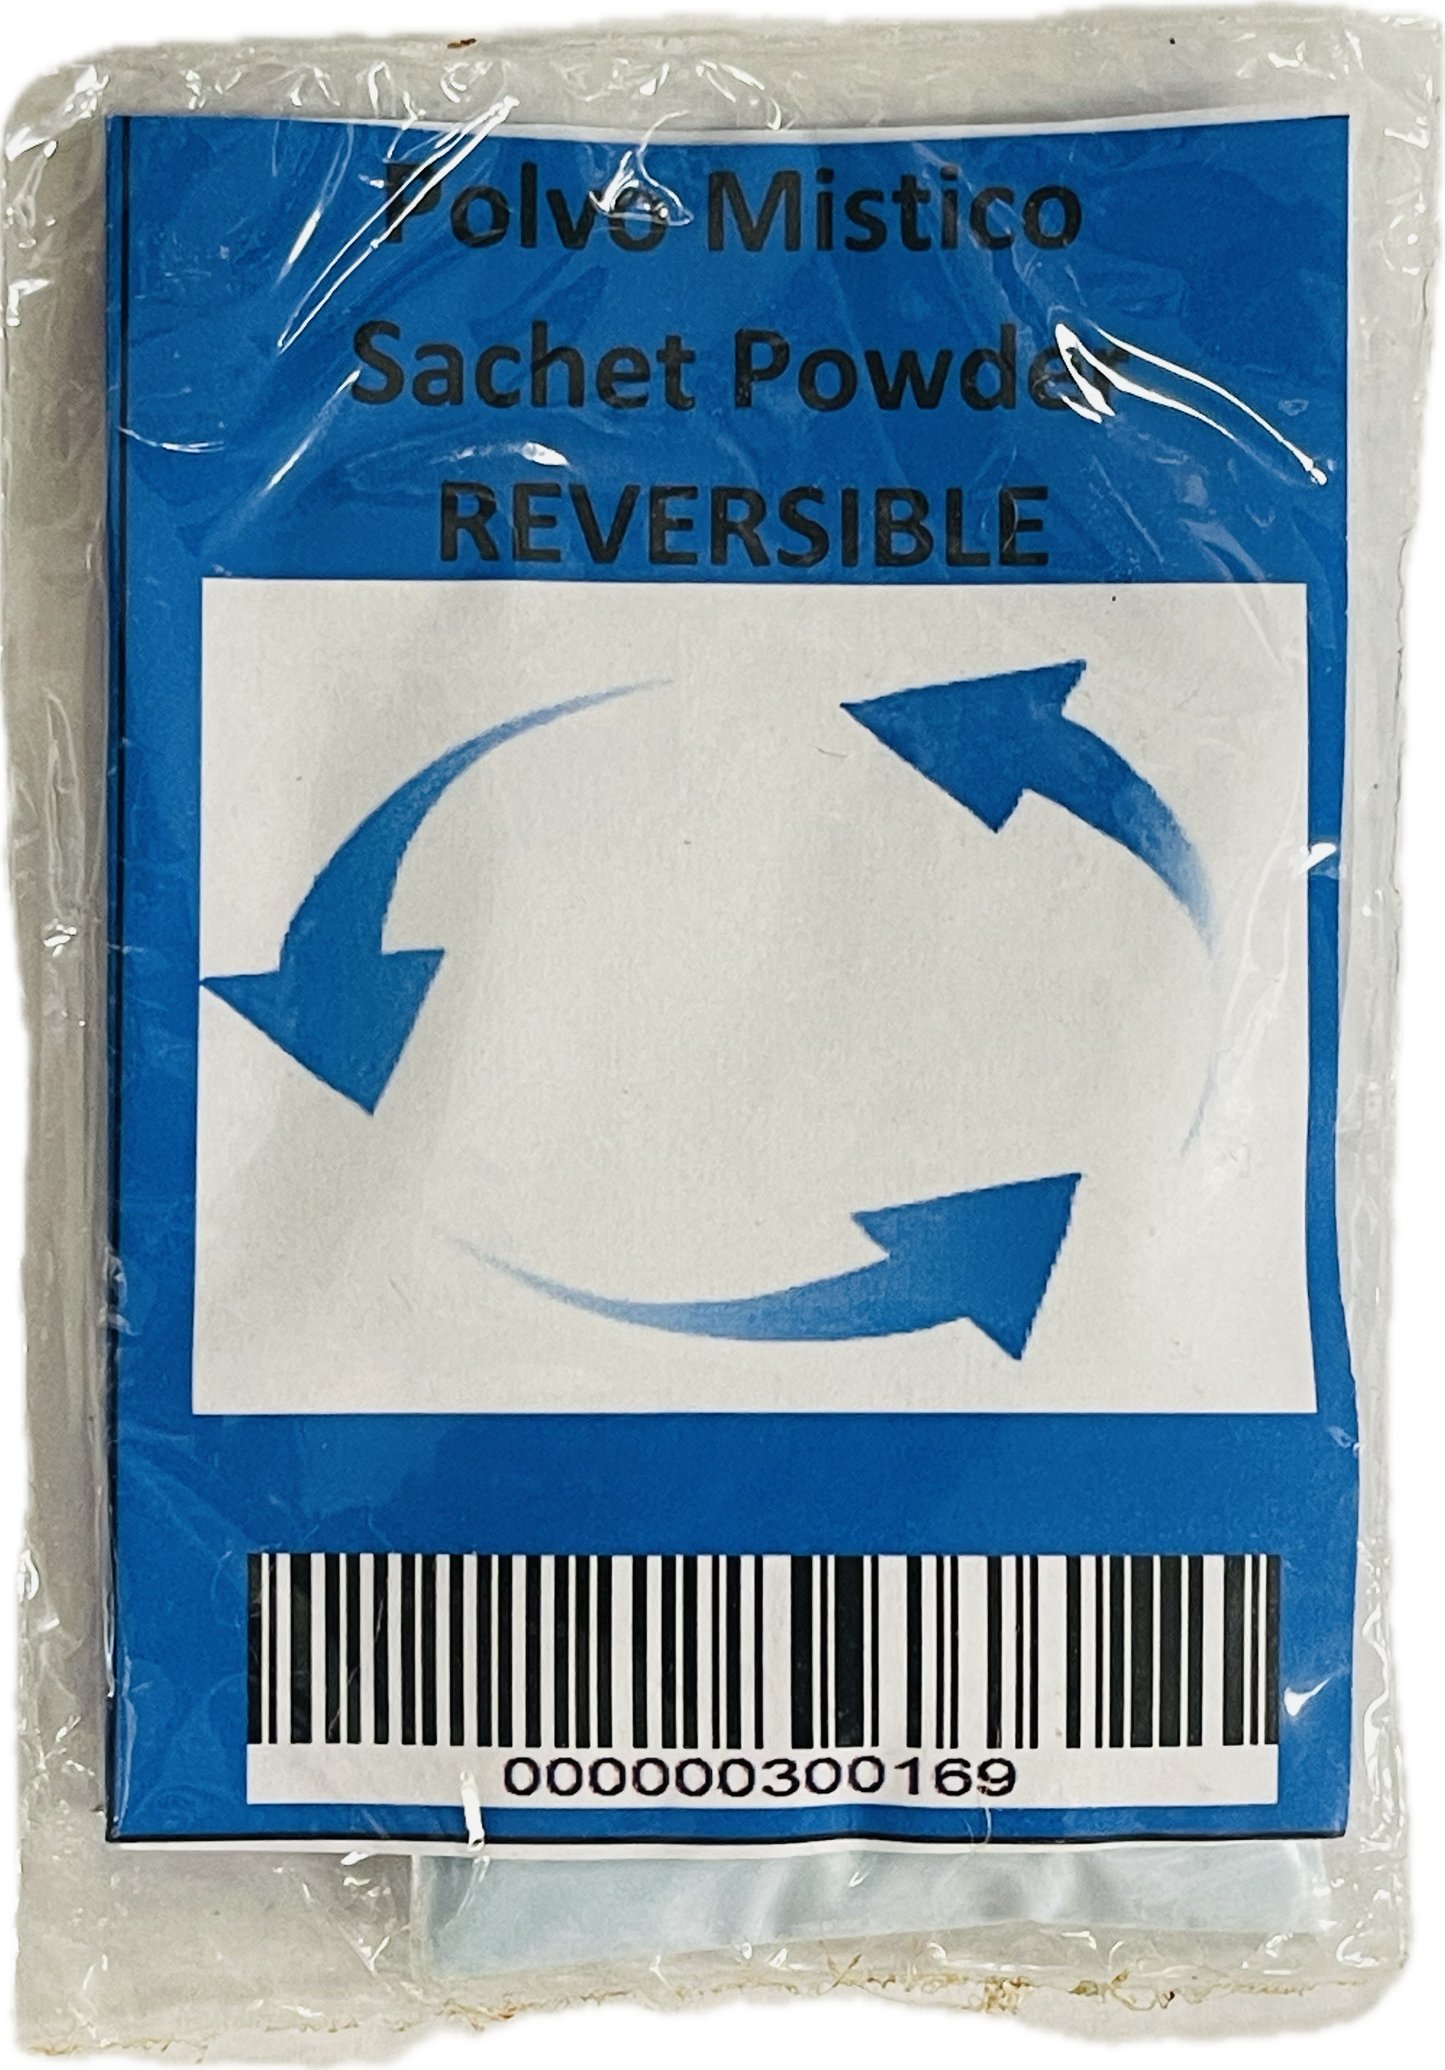 Polvo Mistico
Sachet Powder
REVERSIBLE
000000300169